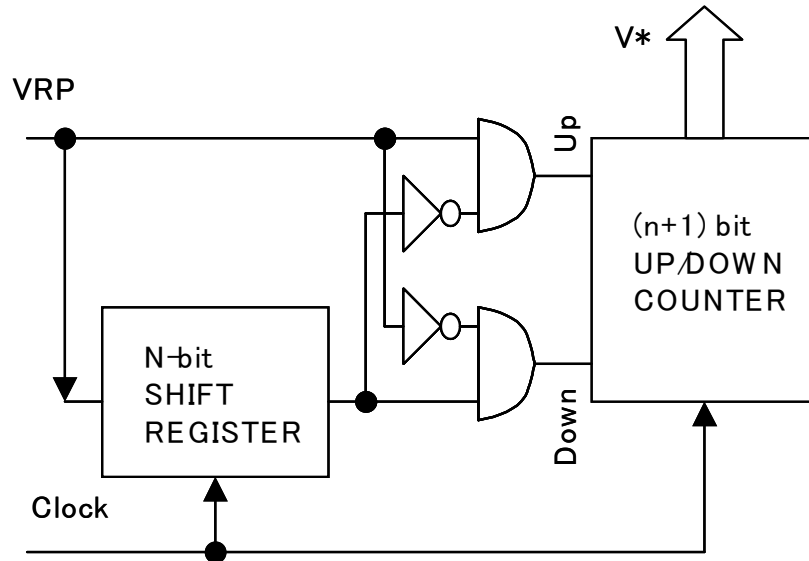 V*
VRP
Up
(n+1) bit
UP/DOWN
COUNTER
N-bit
SHIFT
REGISTER
Down
Clock